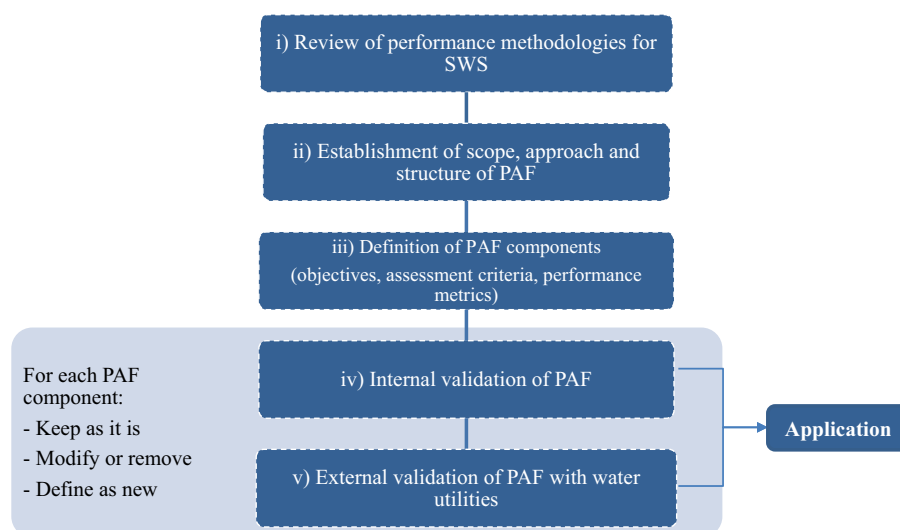 i) Review of performance methodologies for
SWS
ii) Establishment of scope, approach and
structure of PAF
iii) Definition of PAF components
(objectives, assessment criteria, performance
metrics)
For each PAF
component:
- Keep as it is
- Modify or remove
- Define as new
iv) Internal validation of PAF
v) External validation of PAF with water
utilities
Application